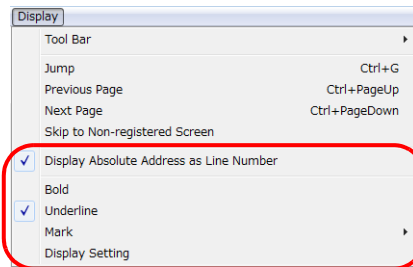 Display
Tool Bar
Jump Ctrl+G
Previous Page Ctrl+PageUp
Next Page Ctrl+PageDown
Skip to Non-registered Screen
Display Absolute Address as Line Number
Bold
Underline
Mark
Display Setting